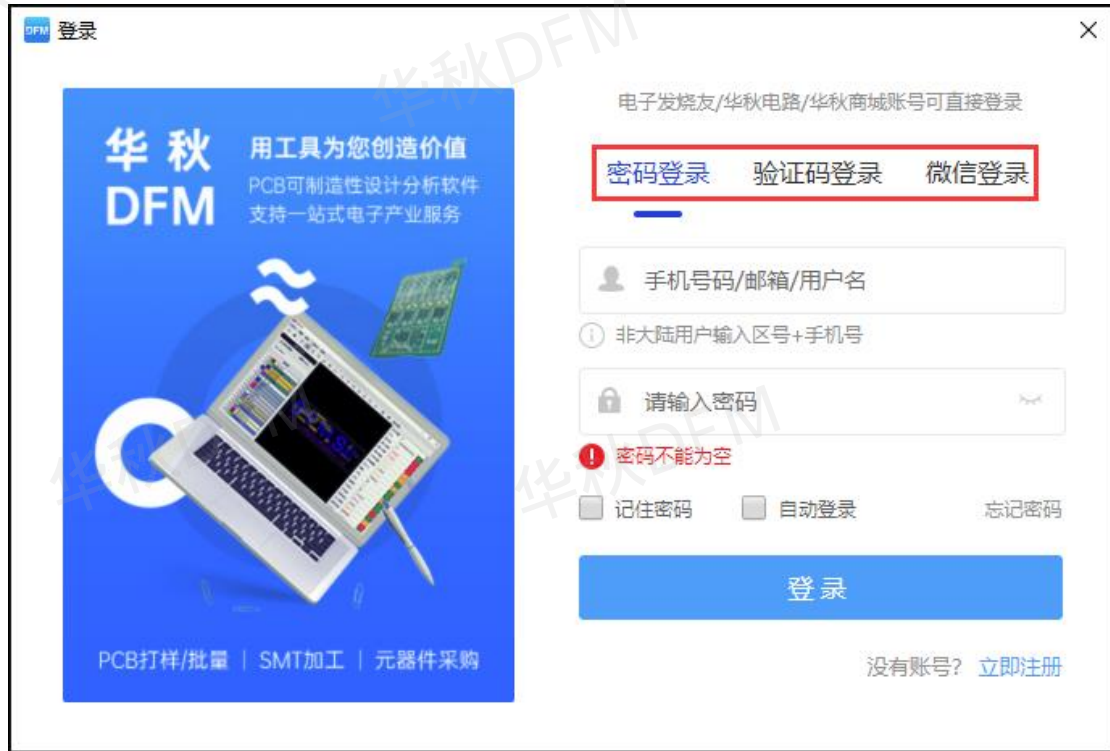 DFM 登录
华秋DFM
电子发烧友/华秋电路/华秋商城账号可直接登录
华秋
DFM
用工具为您创造价值
PCB可制造性设计分析软件
支持一站式电子产业服务
密码登录 验证码登录 微信登录
手机号码/邮箱/用户名
非大陆用户输入区号+手机号
请输入密码
华秋DFM
华秋DFM
密码不能为空
记住密码 自动登录 忘记密码
登录
PCB打样/批量 | SMT加工 | 元器件采购
没有账号? 立即注册